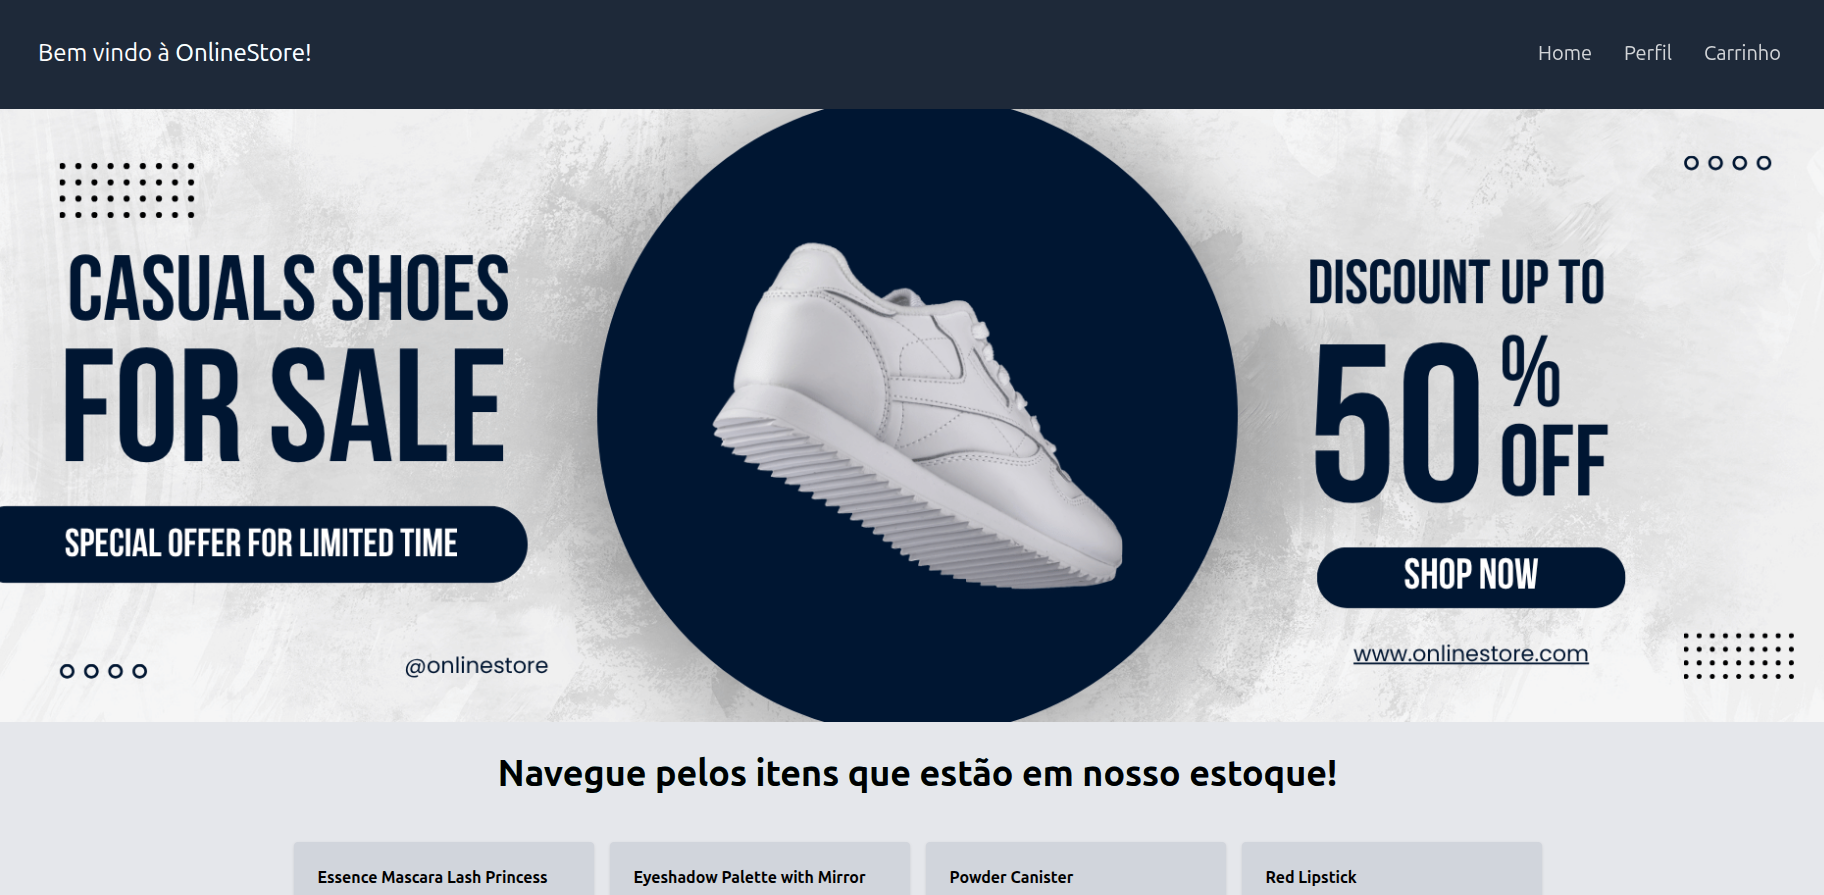 Bem vindo à OnlineStore!
Home Perfil Carrinho
CASUALS SHOES
FOR SALE
SPECIAL OFFER FOR LIMITED TIME
@onlinestore
DISCOUNT UP TO
50% OFF
SHOP NOW
www.onlinestore.com
Navegue pelos itens que estão em nosso estoque!
Essence Mascara Lash Princess
Eyeshadow Palette with Mirror
Powder Canister
Red Lipstick